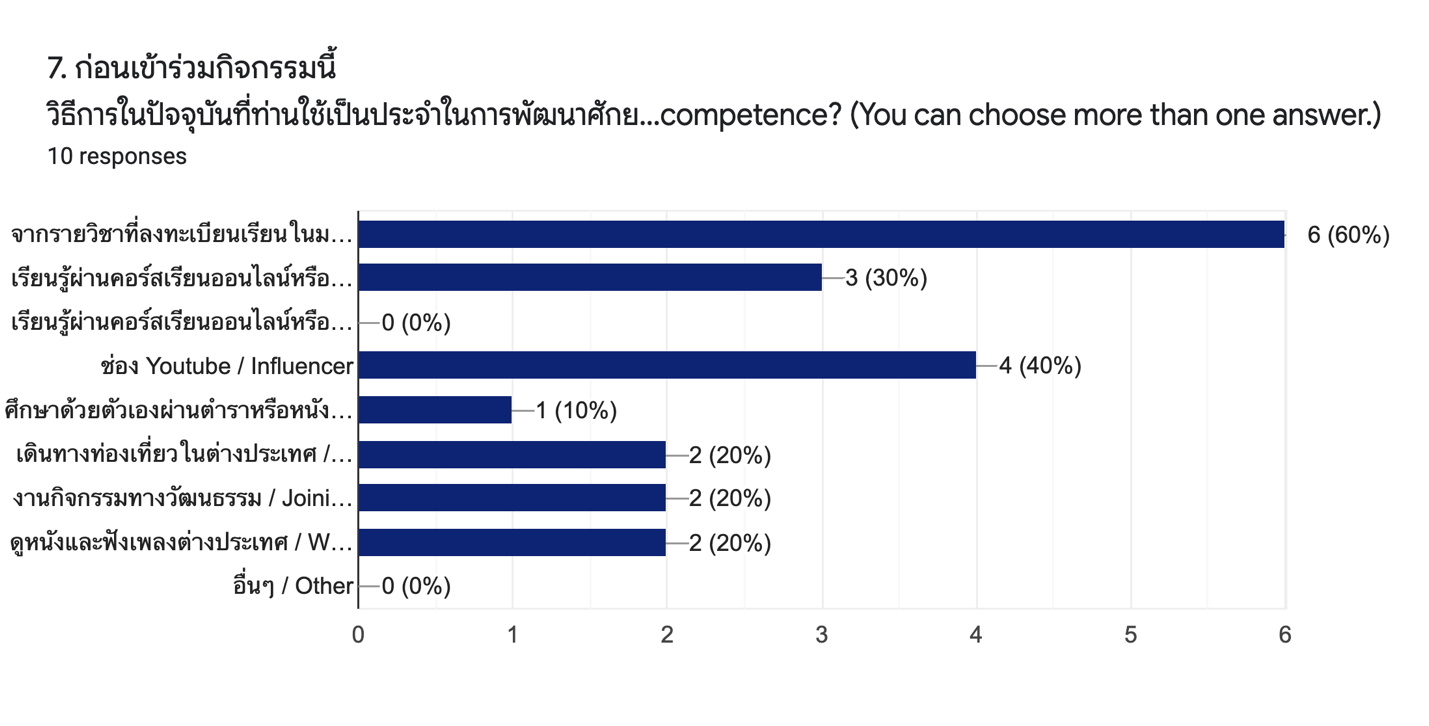 7. ก่อนเข้าร่วมกิจกรรมนี้
วิธีการในปัจจุบันที่ท่านใช้เป็นประจำในการพัฒนาศักย...competence? (You can choose more than one answer.)
10 responses
จากรายวิชาที่ลงทะเบียนเรียนในม... 6 (60%)
เรียนรู้ผ่านคอร์สเรียนออนไลน์หรือ... 3 (30%)
เรียนรู้ผ่านคอร์สเรียนออนไลน์หรือ... 0 (0%)
ช่อง Youtube / Influencer 4 (40%)
ศึกษาด้วยตัวเองผ่านตำราหรือหนัง... 1 (10%)
เดินทางท่องเที่ยวในต่างประเทศ /... 2 (20%)
งานกิจกรรมทางวัฒนธรรม / Joini... 2 (20%)
ดูหนังและฟังเพลงต่างประเทศ / W... 2 (20%)
อื่นๆ / Other 0 (0%)
0 1 2 3 4 5 6